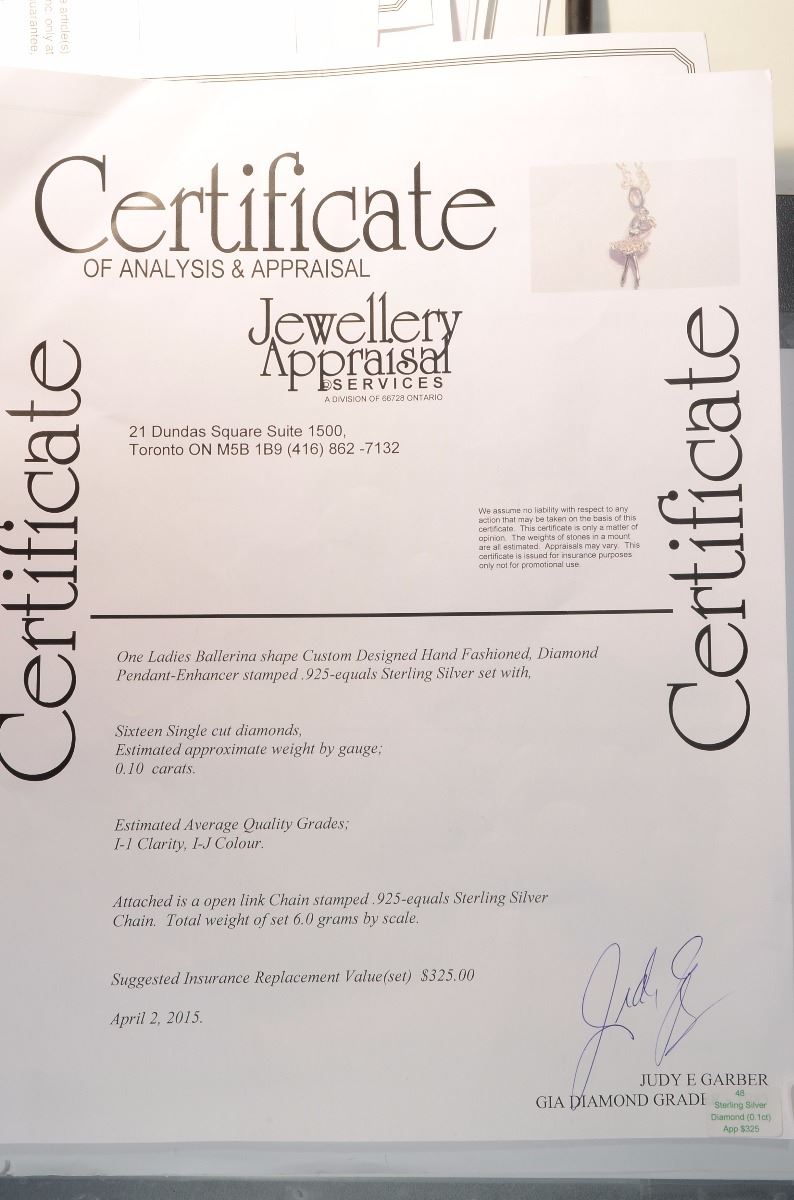 article(s)
only at
Certificate
OF ANALYSIS & APPRAISAL
Jewellery
Appraisal
SERVICES
A DIVISION OF 66728 ONTARIO
Certificate
Certificate
21 Dundas Square Suite 1500,
Toronto ON M5B 1B9 (416) 862 -7132
We assume no liability with respect to any
action that may be taken on the basis of this
certificate. This certificate is only a matter of
opinion. The weights of stones in a mount
are all estimated. Appraisals may vary. This
certificate is issued for insurance purposes
only not for promotional use.
One Ladies Ballerina shape Custom Designed Hand Fashioned, Diamond
Pendant-Enhancer stamped .925-equals Sterling Silver set with,
Sixteen Single cut diamonds,
Estimated approximate weight by gauge;
0.10 carats.
Estimated Average Quality Grades;
I-1 Clarity, I-J Colour.
Attached is a open link Chain stamped .925-equals Sterling Silver
Chain. Total weight of set 6.0 grams by scale.
Suggested Insurance Replacement Value(set) $325.00
April 2, 2015.
JUDY E GARBER
GIA DIAMOND GRADE
48
Sterling Silver
Diamond (0.1ct)
App $325